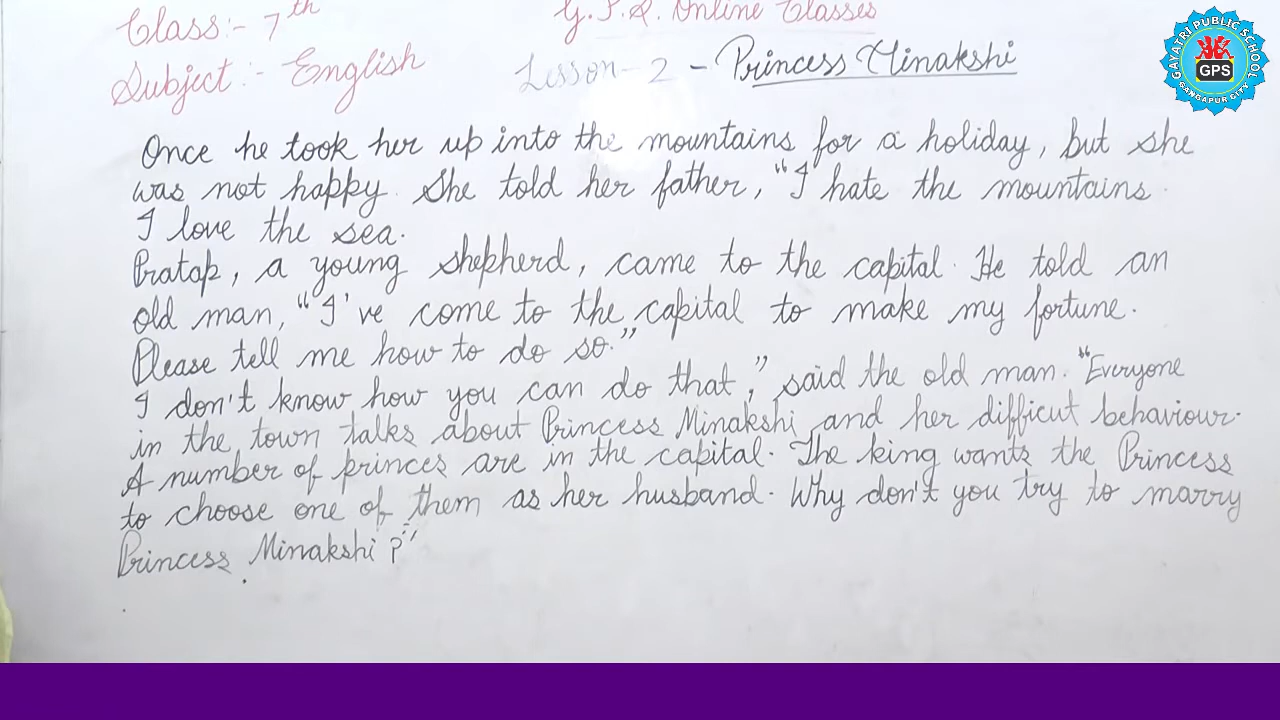 Class:- 7th
G.P.S. Online Classes
Subject:- English
Lesson- 2 - Princess Minakshi
GAYATRI PUBLIC SCHOOL
GPS
GANGAPUR CITY
Once he took her up into the mountains for a holiday, but she
was not happy. She told her father, "I hate the mountains.
I love the sea.
Pratap, a young shepherd, came to the capital. He told an
old man, "I've come to the capital to make my fortune.
Please tell me how to do so."
I don't know how you can do that," said the old man. "Everyone
in the town talks about Princess Minakshi and her difficut behaviour.
A number of princes are in the capital. The king wants the Princess
to choose one of them as her husband. Why don't you try to marry
Princess Minakshi ?"